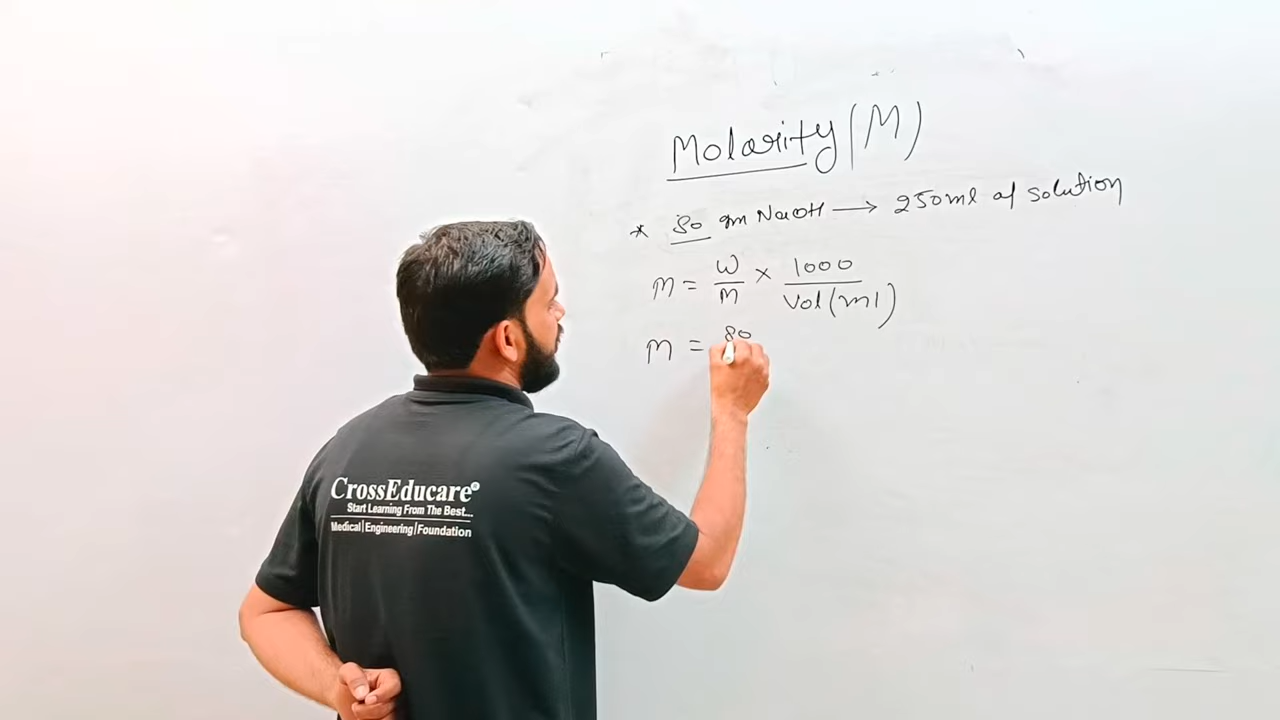 Molarity (M)
* 80 gm NaOH → 250ml of solution
M = W/M × 1000/Vol(ml)
M = 80
CrossEducare®
Start Learning From The Best...
Medical|Engineering|Foundation